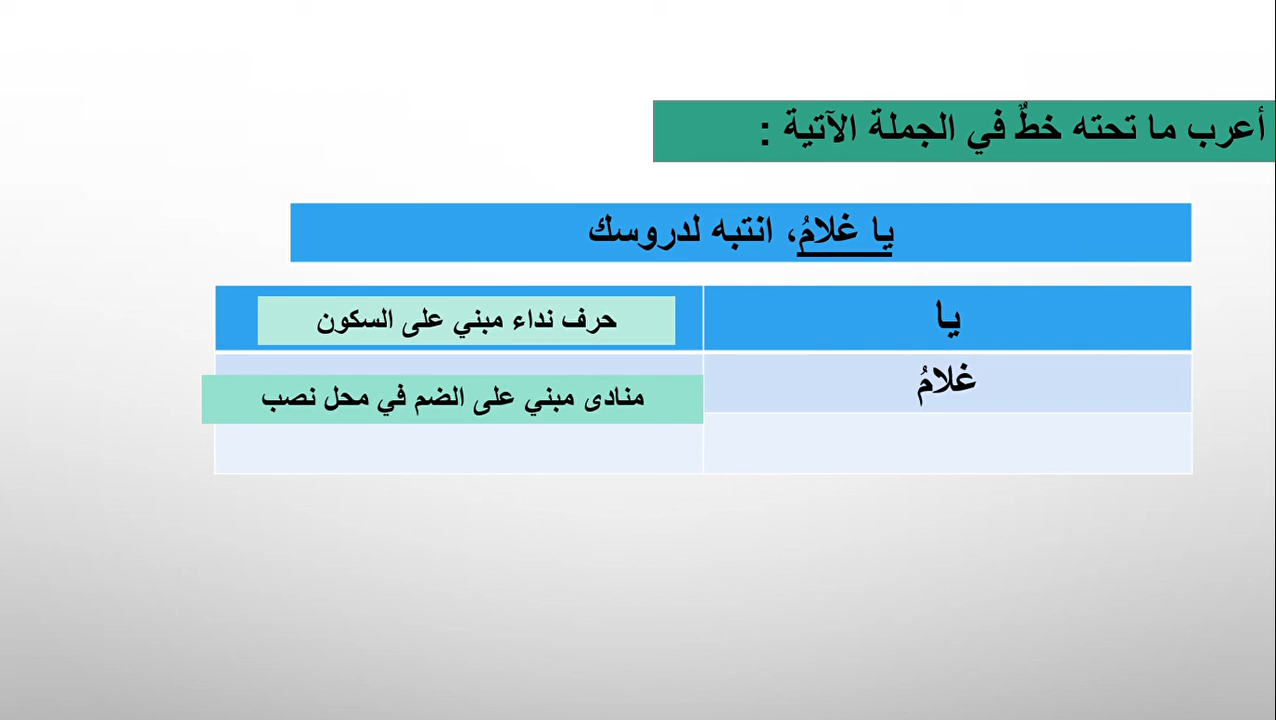 أعرب ما تحته خطٌّ في الجملة الآتية :
يا غلامُ، انتبه لدروسك
يا
حرف نداء مبني على السكون
غلامُ
منادى مبني على الضم في محل نصب